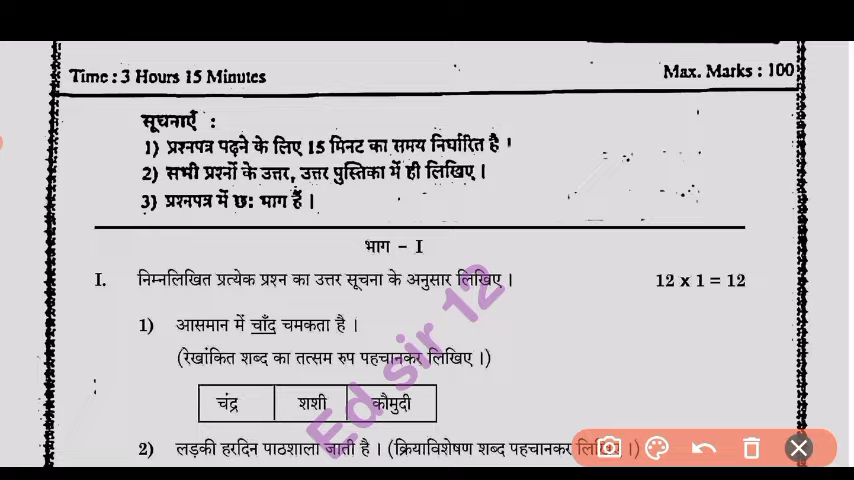 Time : 3 Hours 15 Minutes
Max. Marks : 100
सूचनाएँ :
1) प्रश्नपत्र पढ़ने के लिए 15 मिनट का समय निर्धारित है ।
2) सभी प्रश्नों के उत्तर, उत्तर पुस्तिका में ही लिखिए ।
3) प्रश्नपत्र में छः भाग हैं ।
भाग - I
I. निम्नलिखित प्रत्येक प्रश्न का उत्तर सूचना के अनुसार लिखिए । 12 x 1 = 12
1) आसमान में चाँद चमकता है ।
(रेखांकित शब्द का तत्सम रुप पहचानकर लिखिए ।)
चंद्र शशी कौमुदी
2) लड़की हरदिन पाठशाला जाती है । (क्रियाविशेषण शब्द पहचानकर लिखिए ।)
Ed sir 12